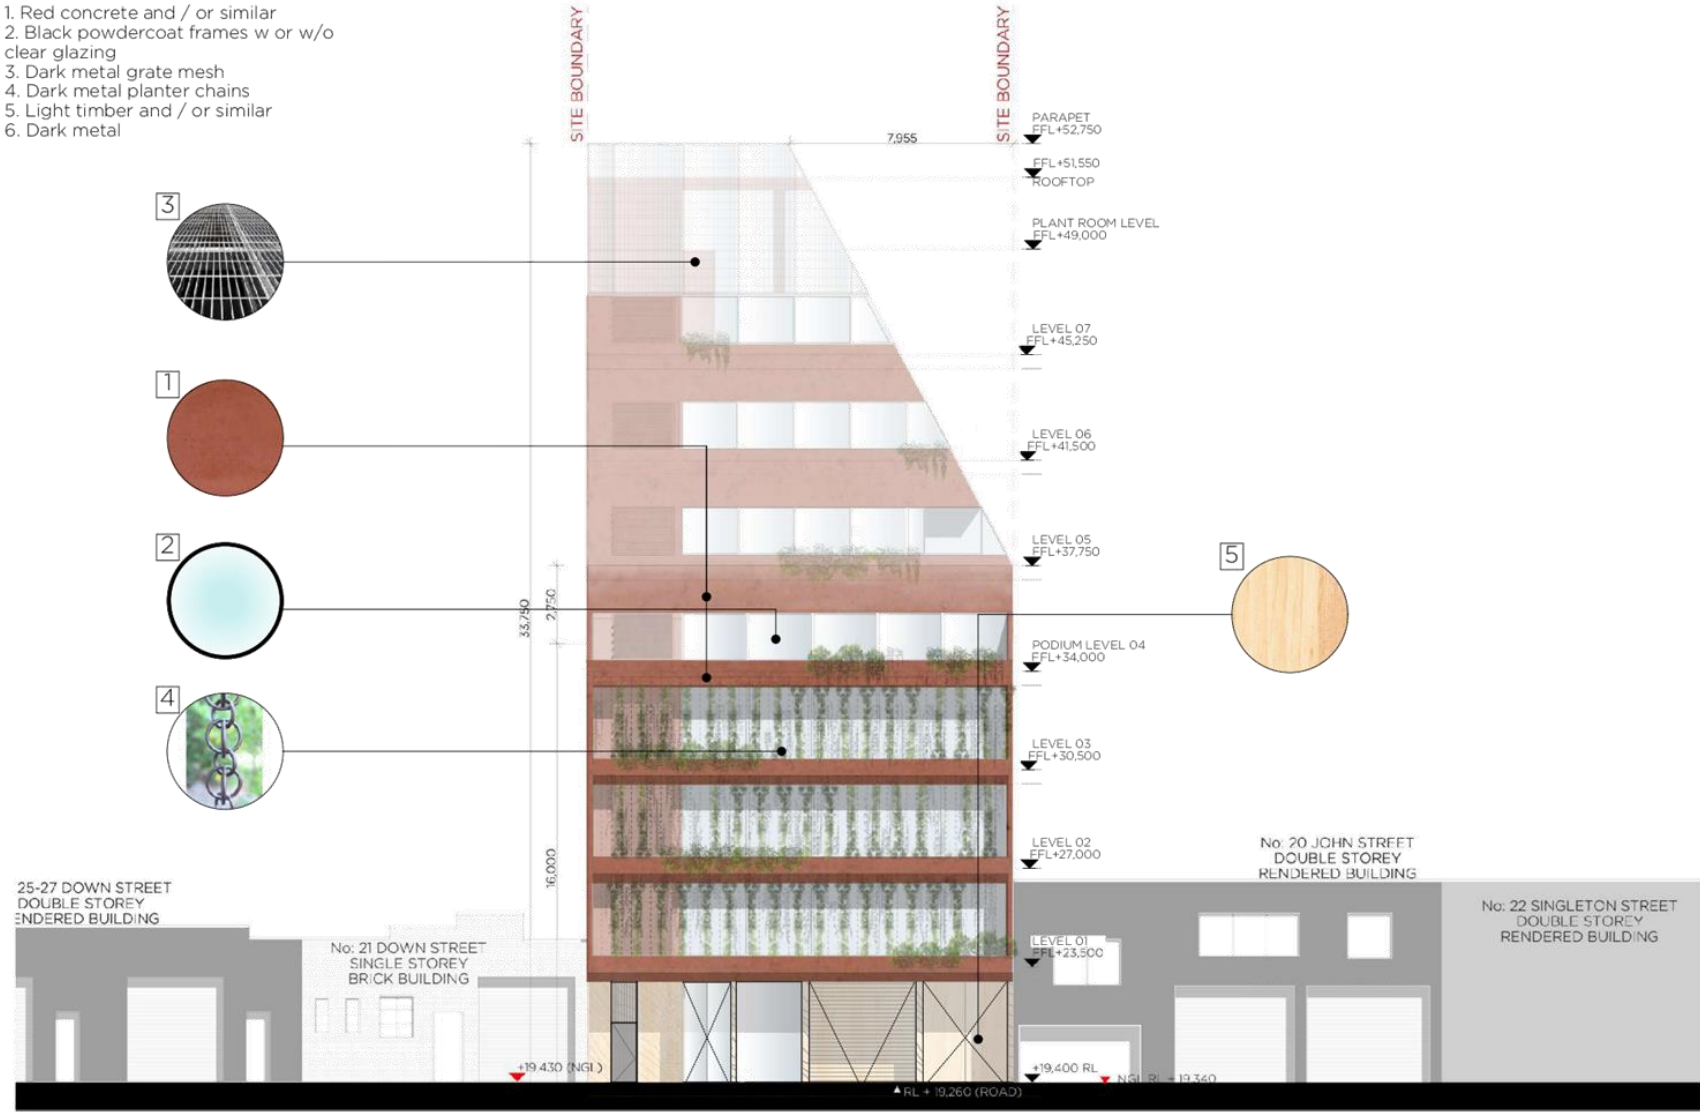 1. Red concrete and / or similar
2. Black powdercoat frames w or w/o
clear glazing
3. Dark metal grate mesh
4. Dark metal planter chains
5. Light timber and / or similar
6. Dark metal
SITE BOUNDARY
SITE BOUNDARY
7,955
PARAPET
FFL+52,750
FFL+51,550
ROOFTOP
3
PLANT ROOM LEVEL
FFL+49,000
LEVEL 07
FFL+45,250
1
LEVEL 06
FFL+41,500
2
LEVEL 05
FFL+37,750
5
33,750
2,750
PODIUM LEVEL 04
FFL+34,000
4
LEVEL 03
FFL+30,500
LEVEL 02
FFL+27,000
16,000
No: 20 JOHN STREET
DOUBLE STOREY
RENDERED BUILDING
25-27 DOWN STREET
DOUBLE STOREY
ENDERED BUILDING
No: 22 SINGLETON STREET
DOUBLE STOREY
RENDERED BUILDING
No: 21 DOWN STREET
SINGLE STOREY
BRICK BUILDING
LEVEL 01
FFL+23,500
+19.430 (NGL)
+19,400 RL
NGL RL + 19.340
RL + 19,260 (ROAD)